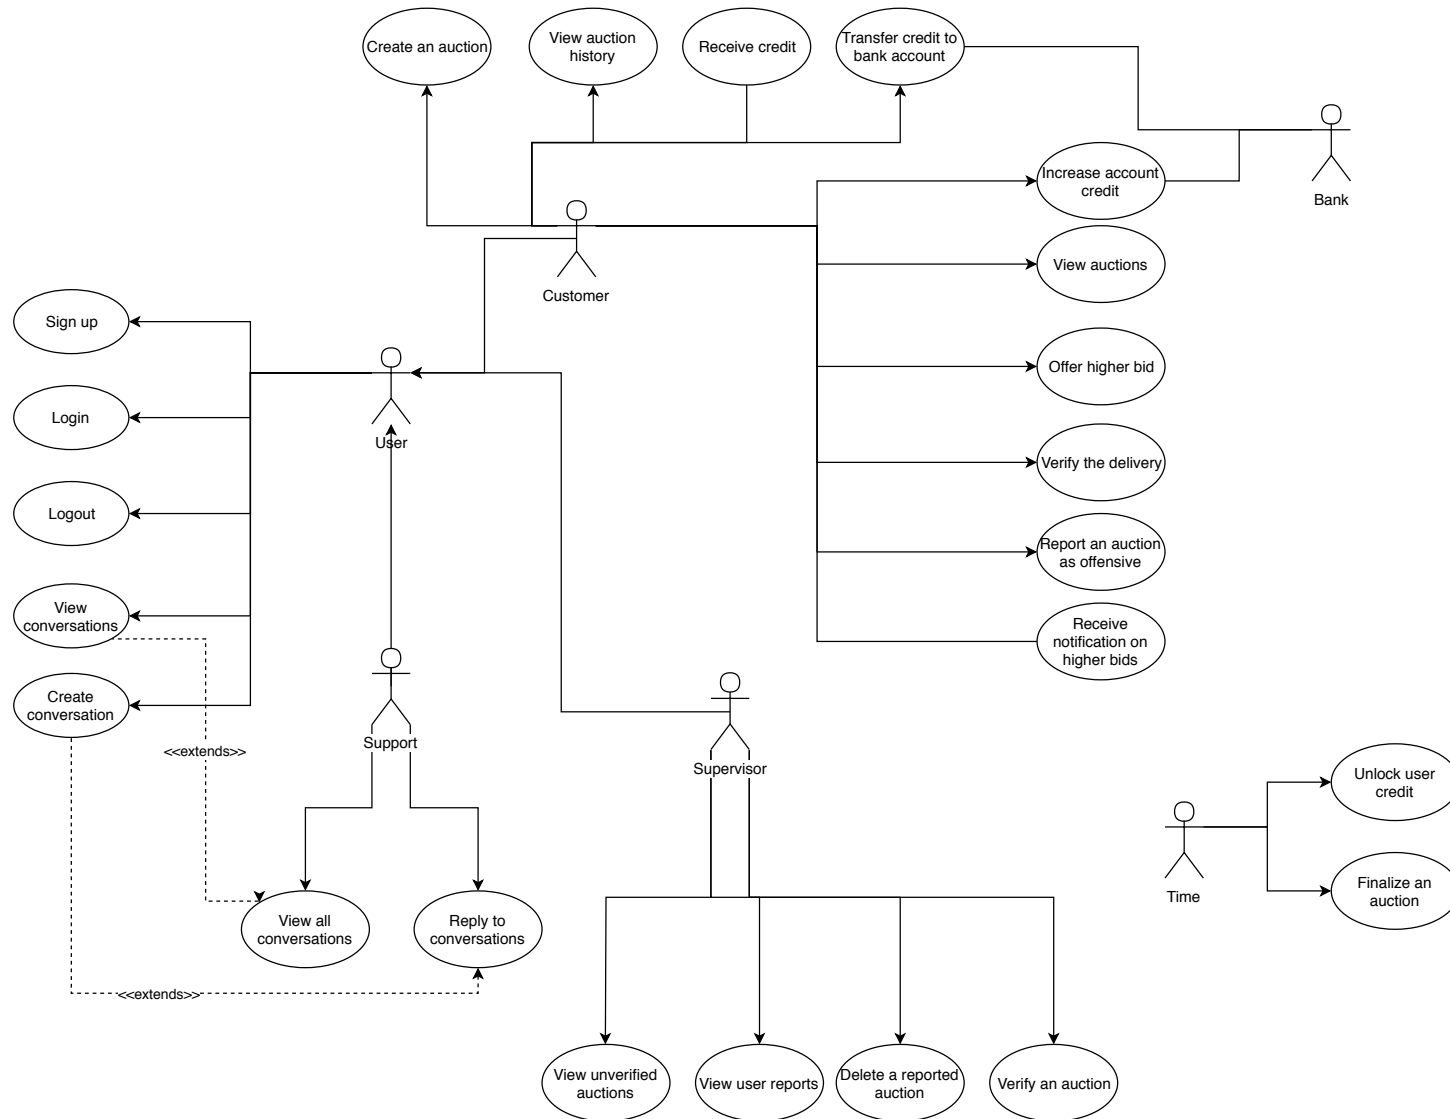 Create an auction
View auction
history
Receive credit
Transfer credit to
bank account
Increase account
credit
Bank
View auctions
Customer
Sign up
Offer higher bid
Login
User
Verify the delivery
Logout
Report an auction
as offensive
View
conversations
Receive
notification on
higher bids
Create
conversation
<<extends>>
Support
Supervisor
Unlock user
credit
Time
Finalize an
auction
View all
conversations
Reply to
conversations
<<extends>>
View unverified
auctions
View user reports
Delete a reported
auction
Verify an auction